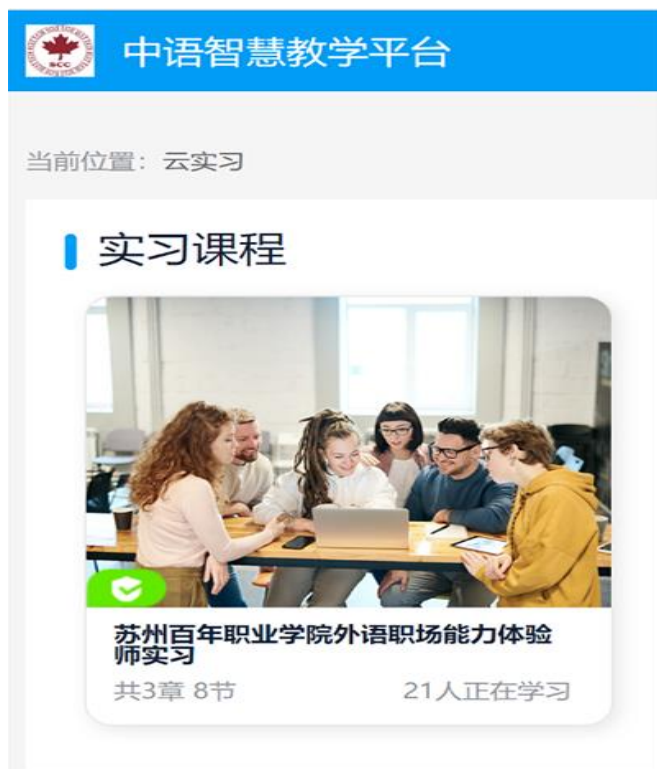 SCC
中语智慧教学平台
当前位置：云实习
实习课程
苏州百年职业学院外语职场能力体验
师实习
共3章 8节
21人正在学习